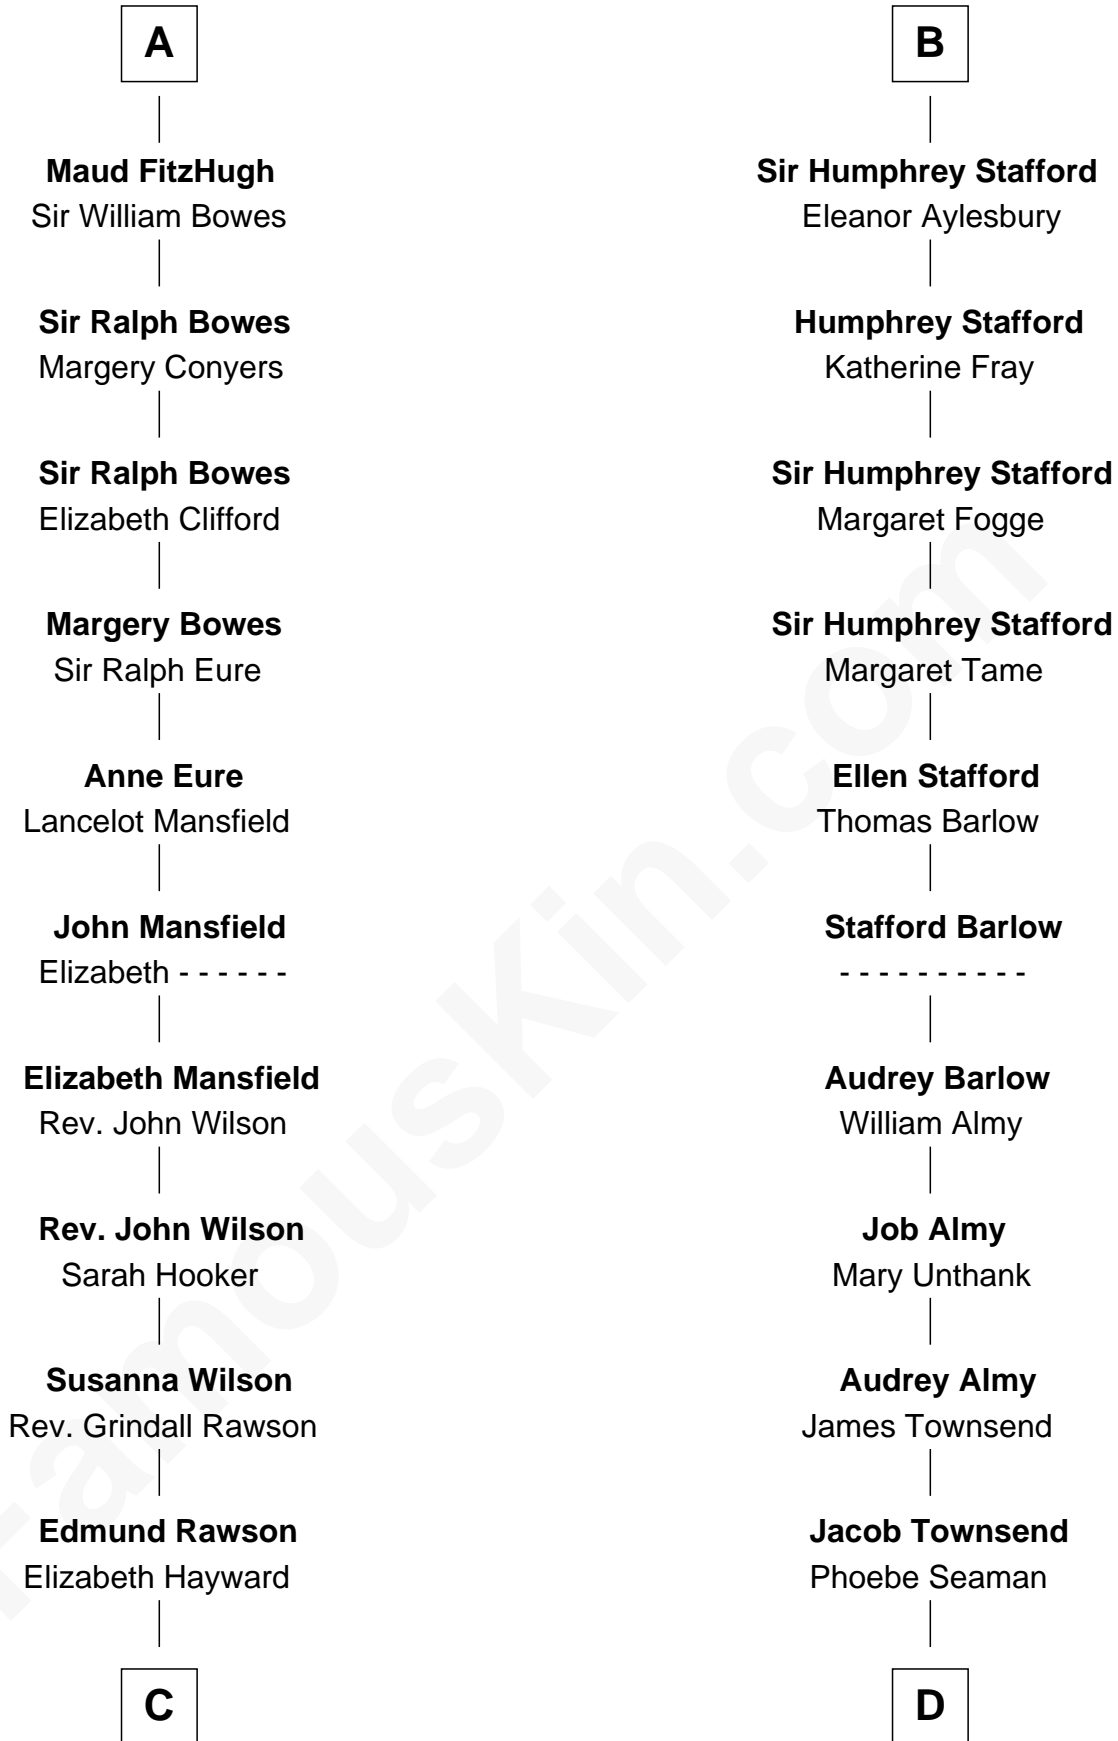 A
Maud FitzHugh
Sir William Bowes
Sir Ralph Bowes
Margery Conyers
Sir Ralph Bowes
Elizabeth Clifford
Margery Bowes
Sir Ralph Eure
Anne Eure
Lancelot Mansfield
John Mansfield
Elizabeth - - - - - -
Elizabeth Mansfield
Rev. John Wilson
Rev. John Wilson
Sarah Hooker
Susanna Wilson
Rev. Grindall Rawson
Edmund Rawson
Elizabeth Hayward
C
B
Sir Humphrey Stafford
Eleanor Aylesbury
Humphrey Stafford
Katherine Fray
Sir Humphrey Stafford
Margaret Fogge
Sir Humphrey Stafford
Margaret Tame
Ellen Stafford
Thomas Barlow
Stafford Barlow
- - - - - - - - - -
Audrey Barlow
William Almy
Job Almy
Mary Unthank
Audrey Almy
James Townsend
Jacob Townsend
Phoebe Seaman
D
FamousKin.com